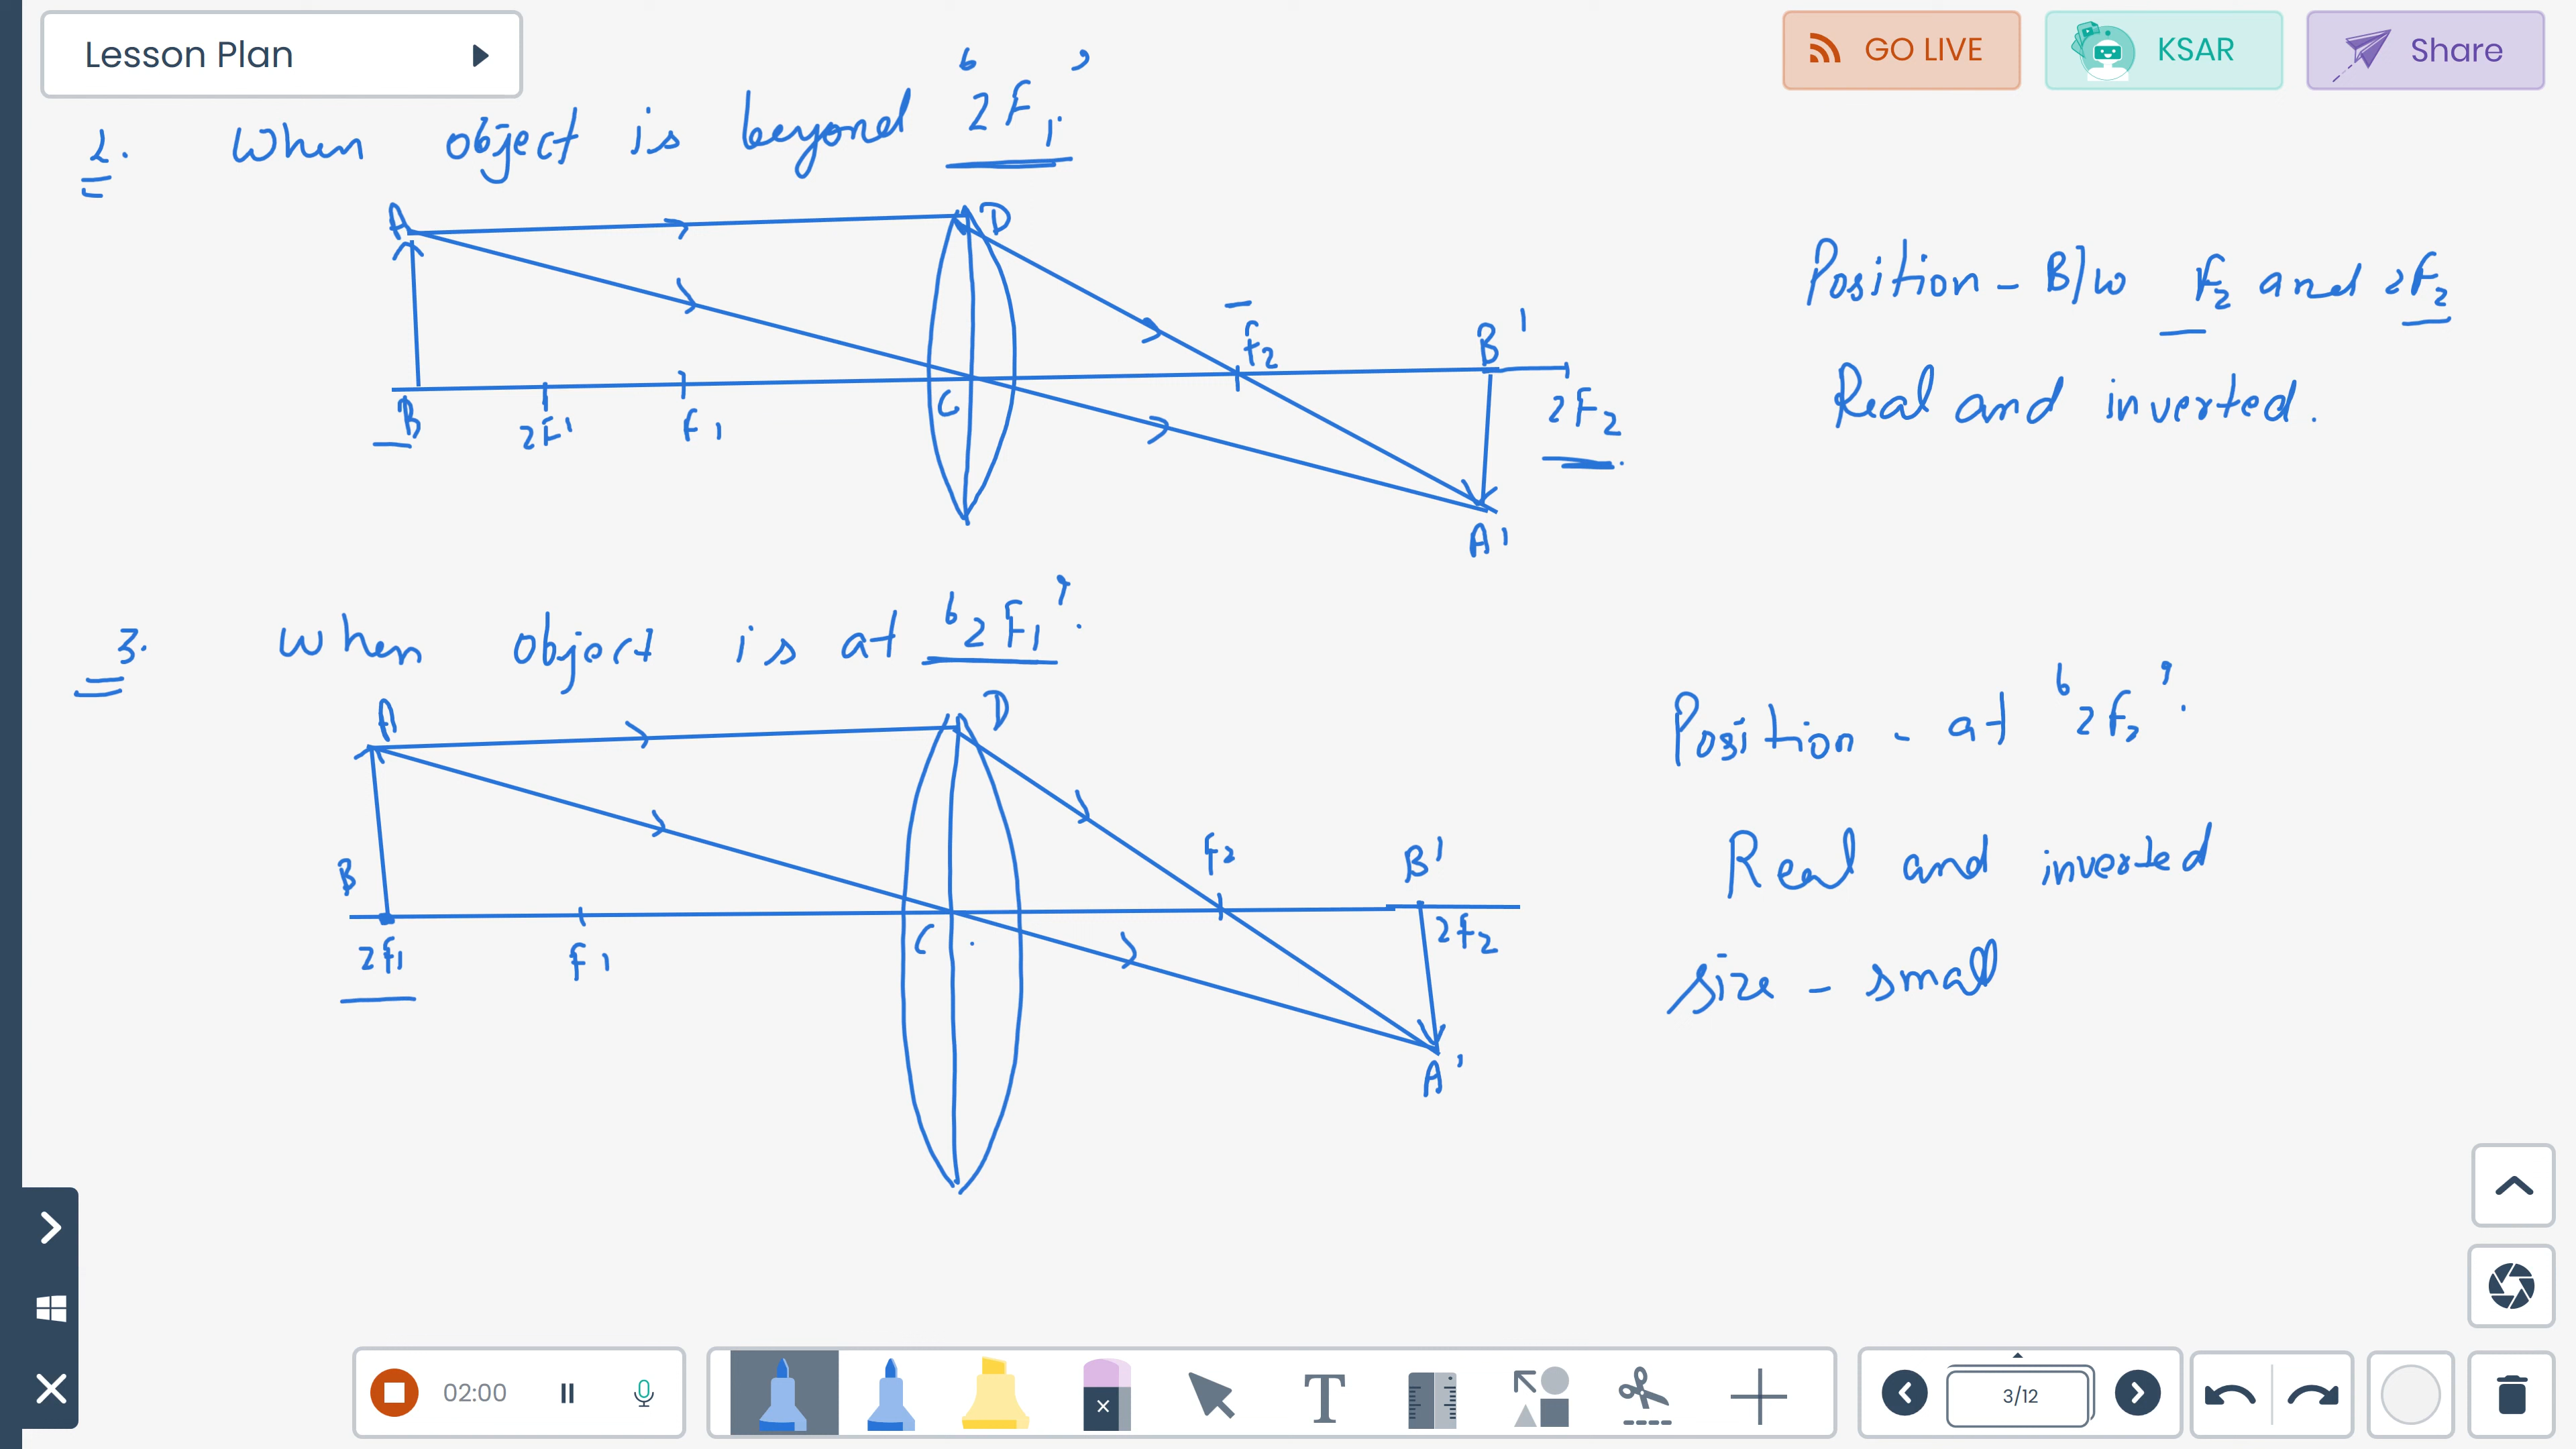 Lesson Plan
GO LIVE
KSAR
Share
2. When object is beyond '2F1'.
A
D
F2
B'
B
2F1
F1
C
2F2
A'
Position - B/w F2 and 2F2
Real and inverted.
3. When object is at '2F1'.
A
D
B
F2
B'
2F1
F1
C
2F2
A'
Position - at '2F2'.
Real and inverted
size - small
02:00
T
3/12